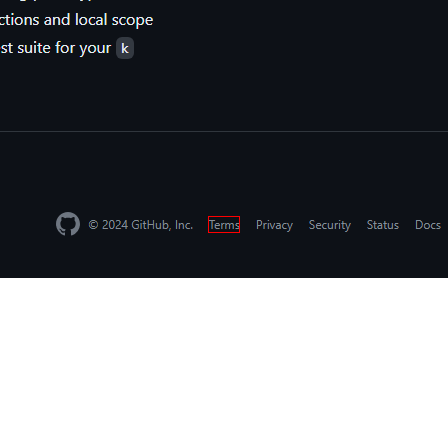 ctions and local scope
st suite for your k
© 2024 GitHub, Inc. Terms Privacy Security Status Docs